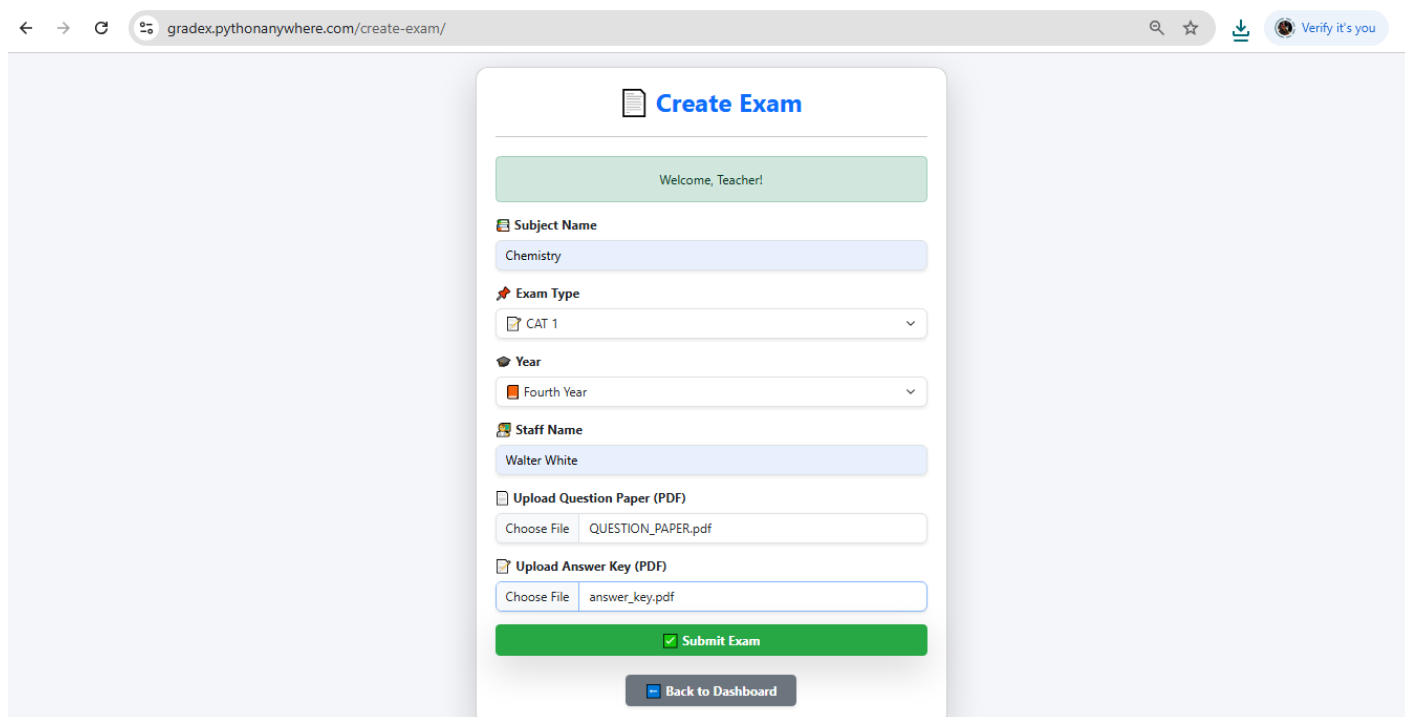 gradex.pythonanywhere.com/create-exam/
Verify it's you
Create Exam
Welcome, Teacher!
Subject Name
Chemistry
Exam Type
CAT 1
Year
Fourth Year
Staff Name
Walter White
Upload Question Paper (PDF)
Choose File QUESTION_PAPER.pdf
Upload Answer Key (PDF)
Choose File answer_key.pdf
Submit Exam
Back to Dashboard